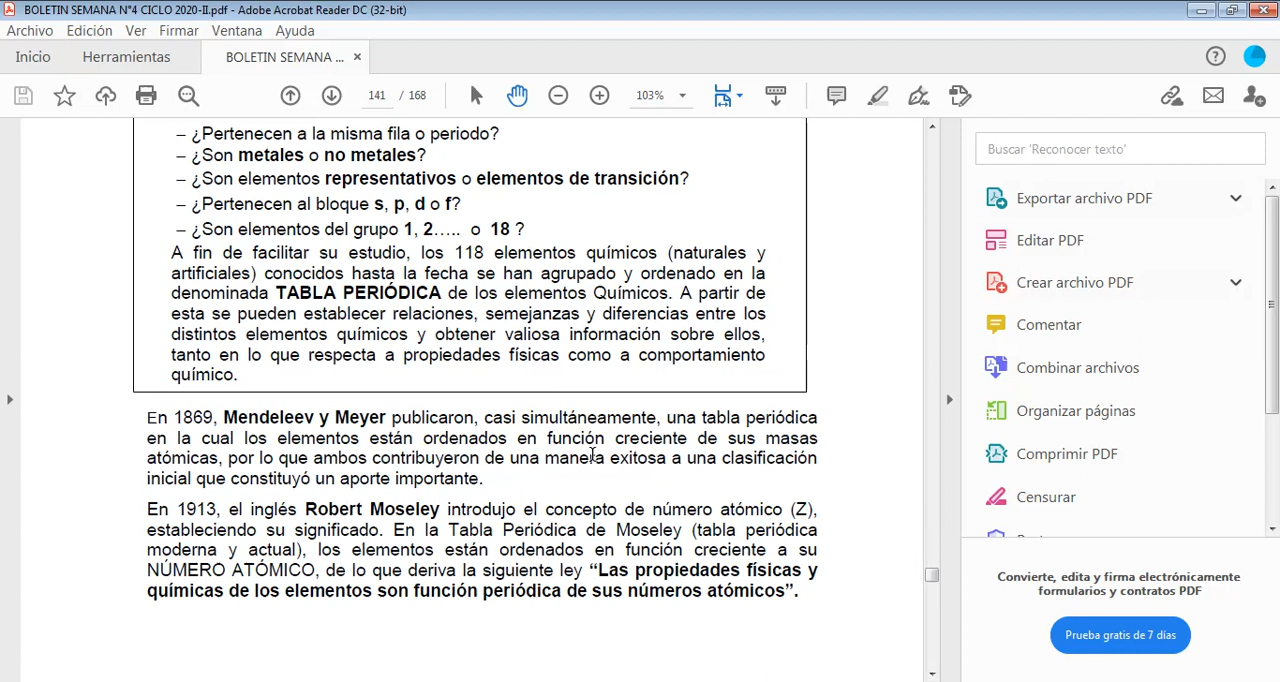 BOLETIN SEMANA N°4 CICLO 2020-II.pdf - Adobe Acrobat Reader DC (32-bit)
Archivo Edición Ver Firmar Ventana Ayuda
Inicio Herramientas BOLETIN SEMANA ... ×
141 / 168 103%
– ¿Pertenecen a la misma fila o periodo?
– ¿Son metales o no metales?
– ¿Son elementos representativos o elementos de transición?
– ¿Pertenecen al bloque s, p, d o f?
– ¿Son elementos del grupo 1, 2….. o 18 ?
A fin de facilitar su estudio, los 118 elementos químicos (naturales y
artificiales) conocidos hasta la fecha se han agrupado y ordenado en la
denominada TABLA PERIÓDICA de los elementos Químicos. A partir de
esta se pueden establecer relaciones, semejanzas y diferencias entre los
distintos elementos químicos y obtener valiosa información sobre ellos,
tanto en lo que respecta a propiedades físicas como a comportamiento
químico.
En 1869, Mendeleev y Meyer publicaron, casi simultáneamente, una tabla periódica
en la cual los elementos están ordenados en función creciente de sus masas
atómicas, por lo que ambos contribuyeron de una manera exitosa a una clasificación
inicial que constituyó un aporte importante.
En 1913, el inglés Robert Moseley introdujo el concepto de número atómico (Z),
estableciendo su significado. En la Tabla Periódica de Moseley (tabla periódica
moderna y actual), los elementos están ordenados en función creciente a su
NÚMERO ATÓMICO, de lo que deriva la siguiente ley “Las propiedades físicas y
químicas de los elementos son función periódica de sus números atómicos”.
Buscar 'Reconocer texto'
Exportar archivo PDF
Editar PDF
Crear archivo PDF
Comentar
Combinar archivos
Organizar páginas
Comprimir PDF
Censurar
Convierte, edita y firma electrónicamente
formularios y contratos PDF
Prueba gratis de 7 días